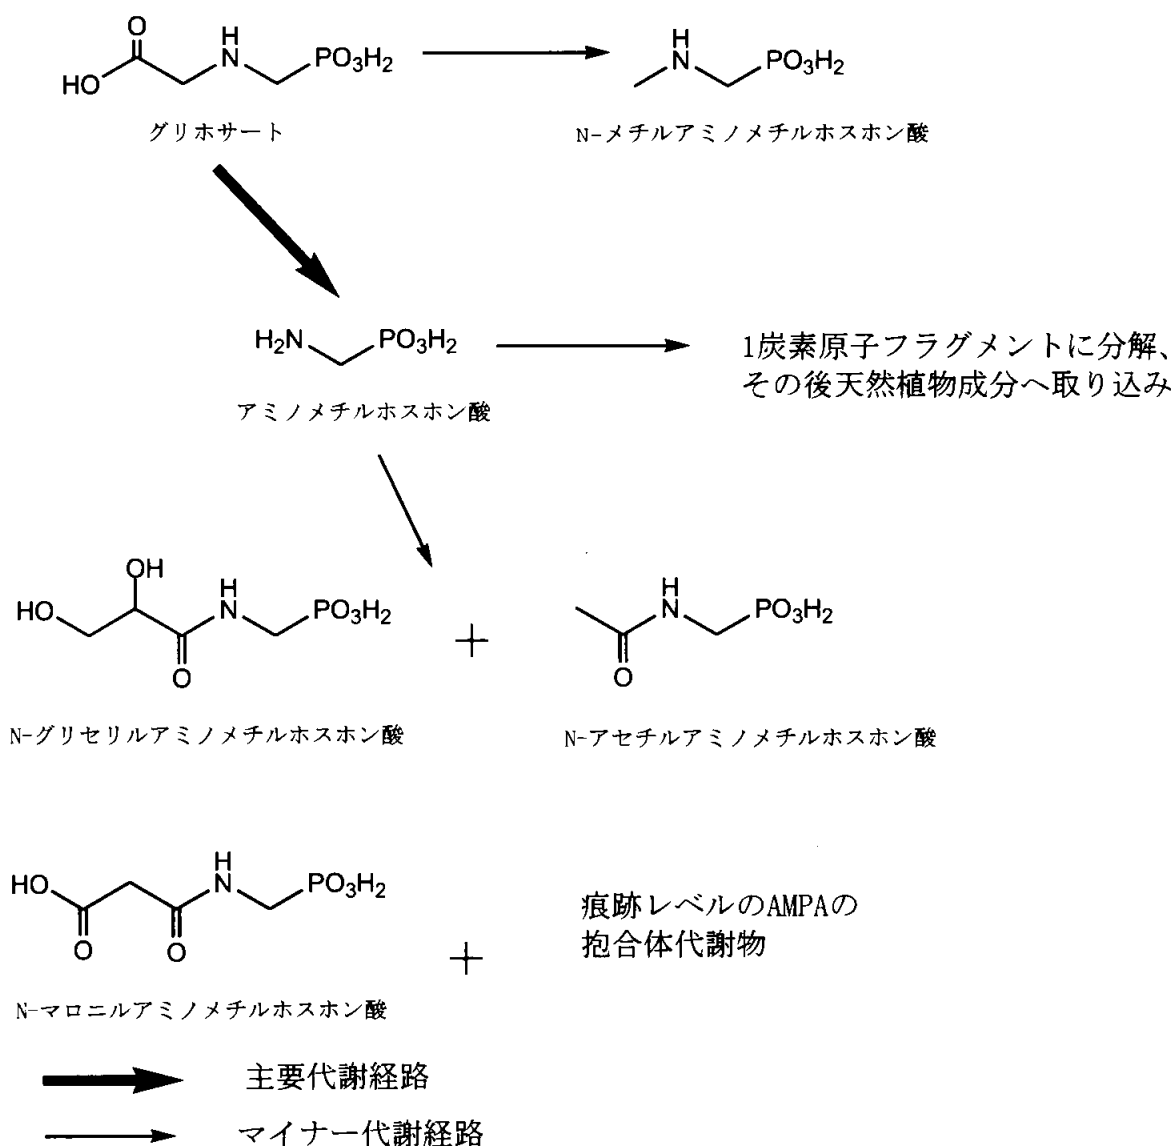 O
HO
H
N
PO3H2
グリホサート
H
N
PO3H2
N-メチルアミノメチルホスホン酸
H2N
PO3H2
アミノメチルホスホン酸
1炭素原子フラグメントに分解、
その後天然植物成分へ取り込み
OH
HO
H
N
PO3H2
O
N-グリセリルアミノメチルホスホン酸
+
H
N
PO3H2
O
N-アセチルアミノメチルホスホン酸
HO
O
O
H
N
PO3H2
N-マロニルアミノメチルホスホン酸
+
痕跡レベルのAMPAの
抱合体代謝物
主要代謝経路
マイナー代謝経路